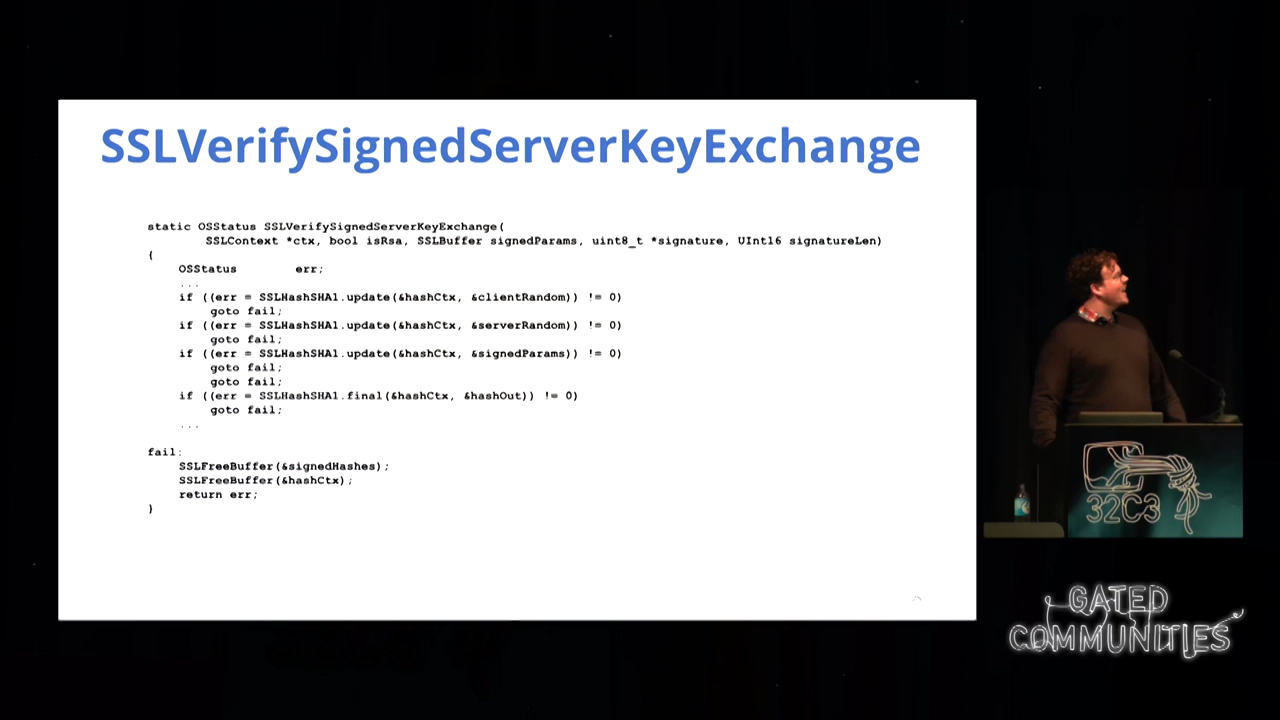 SSLVerifySignedServerKeyExchange
static OSStatus SSLVerifySignedServerKeyExchange(
SSLContext *ctx, bool isRsa, SSLBuffer signedParams, uint8_t *signature, UInt16 signatureLen)
{
OSStatus err;
...
if ((err = SSLHashSHA1.update(&hashCtx, &clientRandom)) != 0)
goto fail;
if ((err = SSLHashSHA1.update(&hashCtx, &serverRandom)) != 0)
goto fail;
if ((err = SSLHashSHA1.update(&hashCtx, &signedParams)) != 0)
goto fail;
goto fail;
if ((err = SSLHashSHA1.final(&hashCtx, &hashOut)) != 0)
goto fail;
...
fail:
SSLFreeBuffer(&signedHashes);
SSLFreeBuffer(&hashCtx);
return err;
}
32C3
GATED
COMMUNITIES